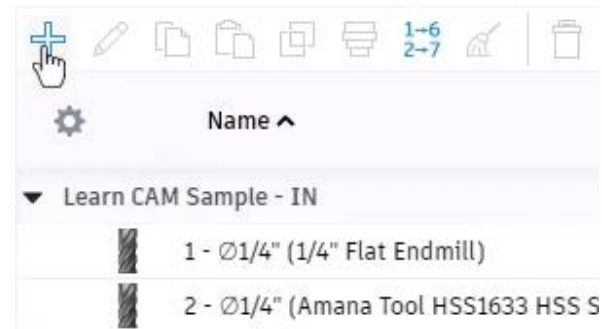 1→6
2→7
Name
Learn CAM Sample - IN
1 - ∅1/4" (1/4" Flat Endmill)
2 - ∅1/4" (Amana Tool HSS1633 HSS S